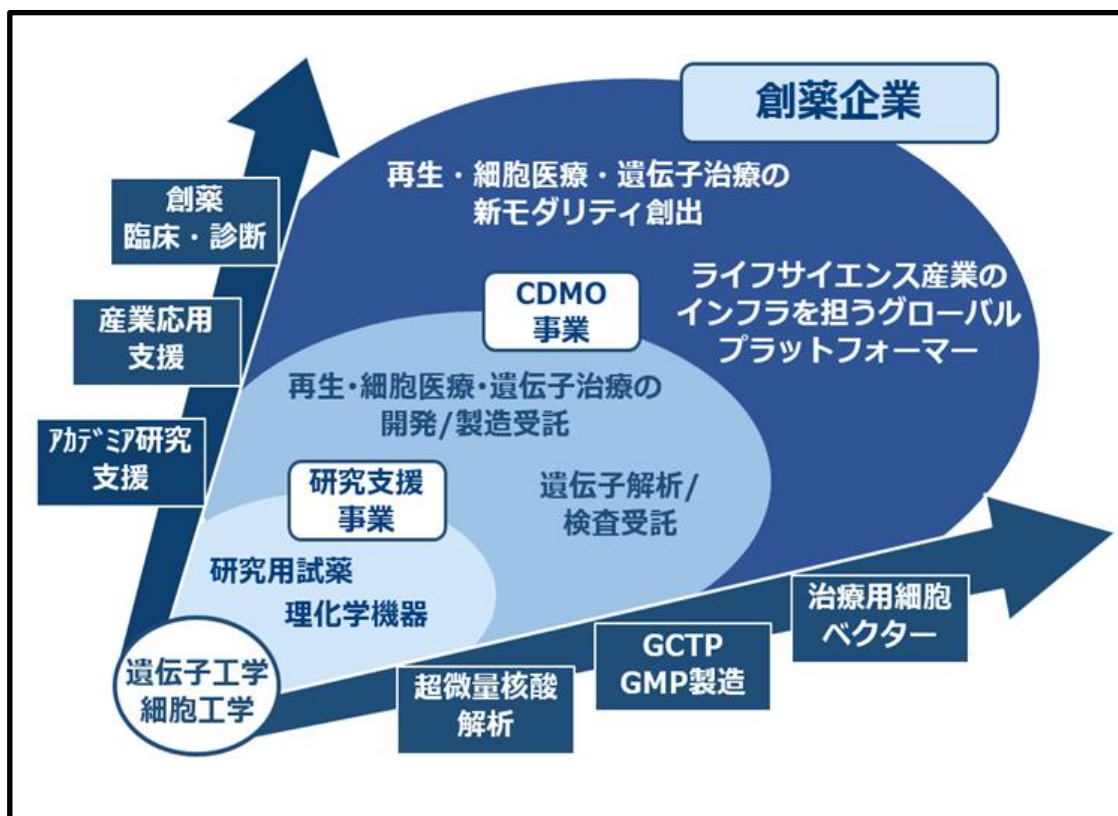 創薬企業
再生・細胞医療・遺伝子治療の
新モダリティ創出
創薬
臨床・診断
ライフサイエンス産業の
インフラを担うグローバル
プラットフォーマー
CDMO
事業
産業応用
支援
再生・細胞医療・遺伝子治療の
開発/製造受託
ｱｶﾃﾞﾐｱ研究
支援
研究支援
事業
遺伝子解析/
検査受託
研究用試薬
理化学機器
治療用細胞
ベクター
GCTP
GMP製造
超微量核酸
解析
遺伝子工学
細胞工学